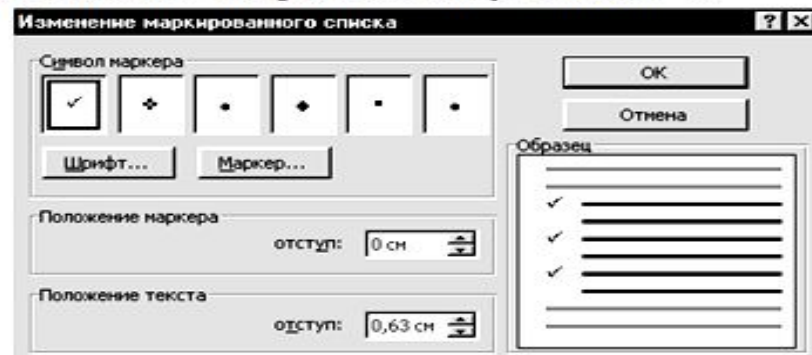 Изменение маркированного списка
Символ маркера
Шрифт...
Маркер...
Положение маркера
отступ: 0 см
Положение текста
отступ: 0,63 см
ОК
Отмена
Образец